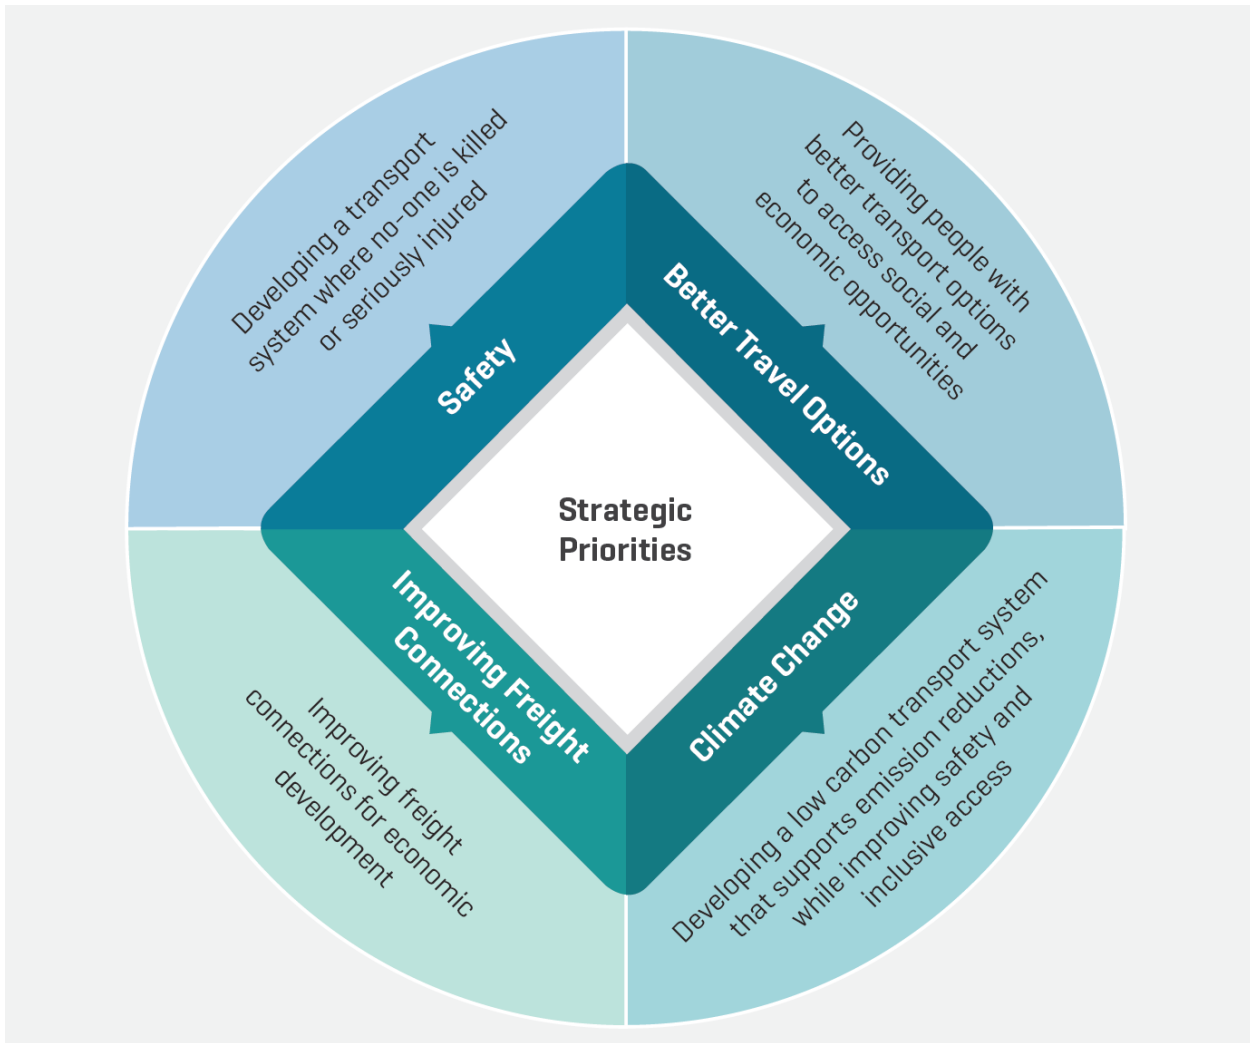 Developing a transport
system where no-one is killed
or seriously injured
Safety
Providing people with
better transport options
to access social and
economic opportunities
Better Travel Options
Strategic
Priorities
Improving Freight
Connections
Improving freight
connections for economic
development
Climate Change
Developing a low carbon transport system
that supports emission reductions,
while improving safety and
inclusive access